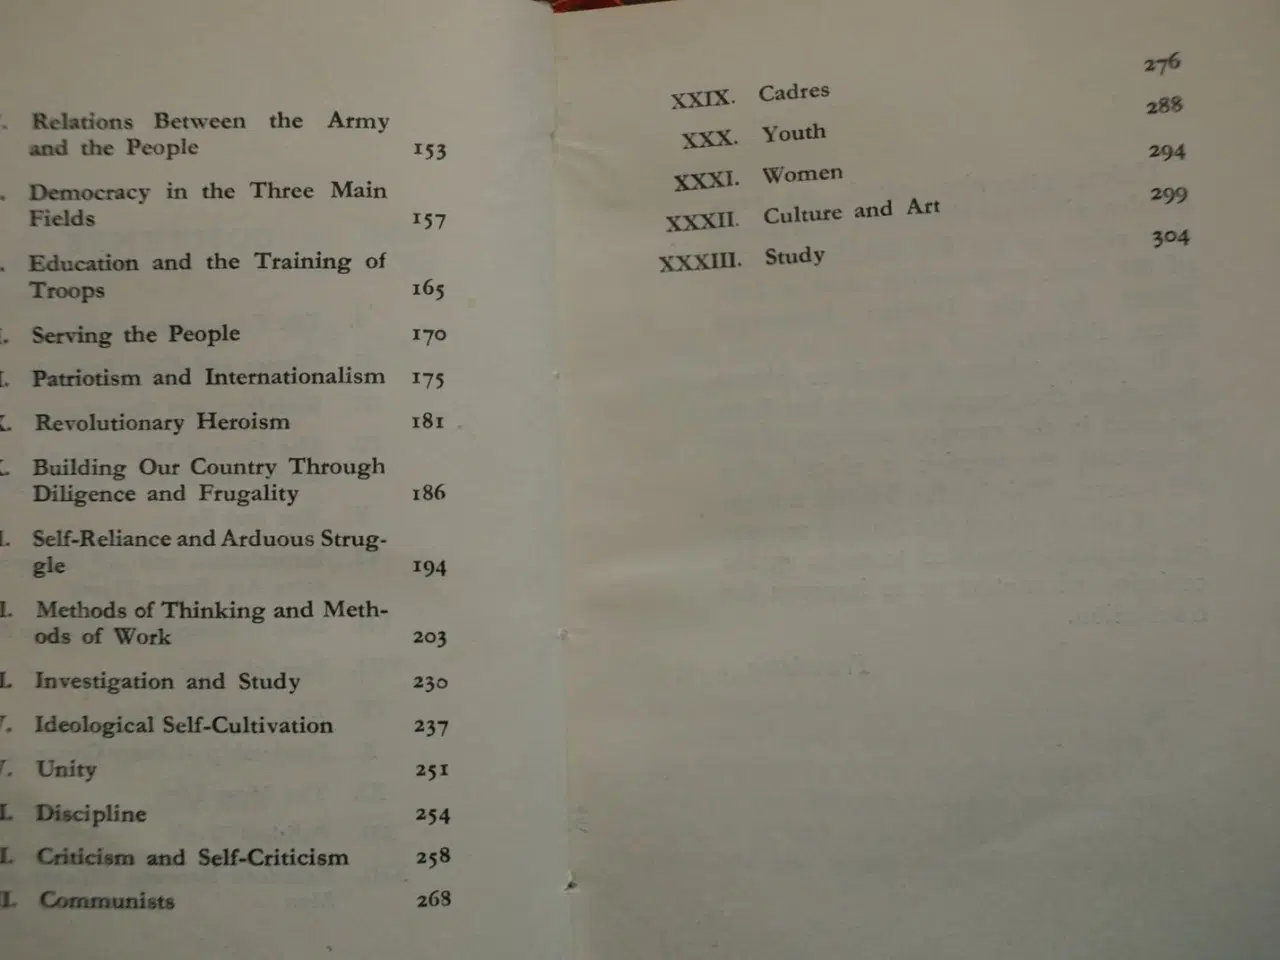 Relations Between the Army
and the People 153
Democracy in the Three Main
Fields 157
Education and the Training of
Troops 165
Serving the People 170
Patriotism and Internationalism 175
Revolutionary Heroism 181
Building Our Country Through
Diligence and Frugality 186
Self-Reliance and Arduous Strug-
gle 194
Methods of Thinking and Meth-
ods of Work 203
Investigation and Study 230
Ideological Self-Cultivation 237
Unity 251
Discipline 254
Criticism and Self-Criticism 258
Communists 268
XXIX. Cadres 276
XXX. Youth 288
XXXI. Women 294
XXXII. Culture and Art 299
XXXIII. Study 304